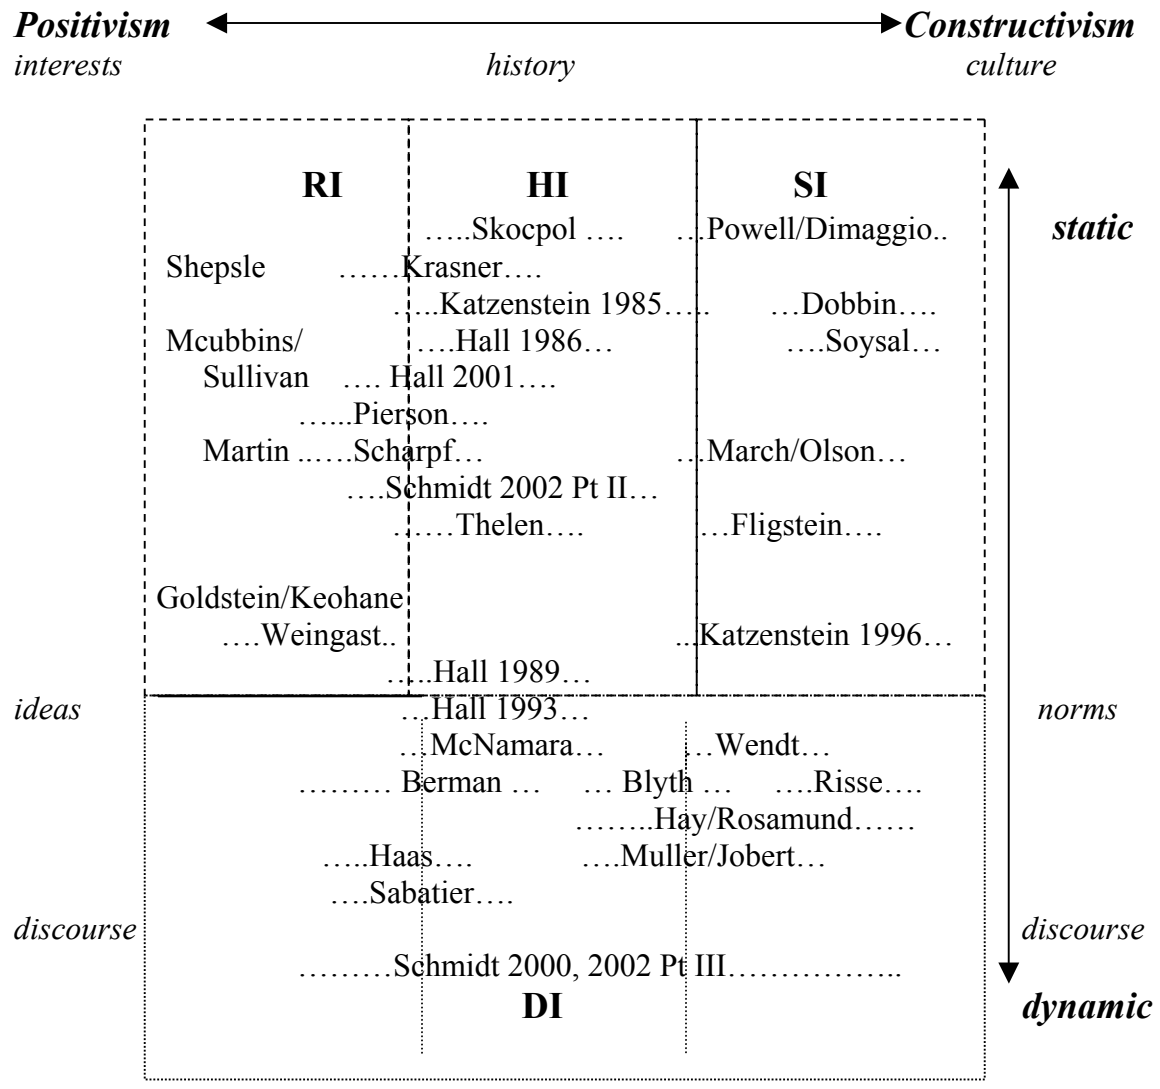 Positivism Constructivism
interests history culture
RI HI SI
…..Skocpol …. …Powell/Dimaggio.. static
Shepsle ……Krasner….
…..Katzenstein 1985….. …Dobbin….
Mcubbins/ ….Hall 1986… ….Soysal…
Sullivan …. Hall 2001….
…...Pierson….
Martin ..…..Scharpf… …March/Olson…
….Schmidt 2002 Pt II…
……Thelen…. …Fligstein….
Goldstein/Keohane
….Weingast.. ...Katzenstein 1996…
…..Hall 1989…
ideas …Hall 1993… norms
…McNamara… …Wendt…
……… Berman … … Blyth … ….Risse….
……..Hay/Rosamund……
…..Haas…. ….Muller/Jobert…
….Sabatier….
discourse discourse
………Schmidt 2000, 2002 Pt III……………..
DI dynamic